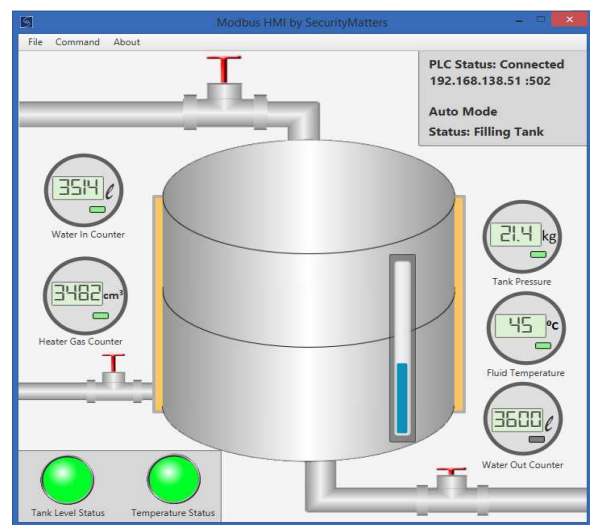 Modbus HMI by SecurityMatters
File Command About
PLC Status: Connected
192.168.138.51 :502
Auto Mode
Status: Filling Tank
3514 ℓ
Water In Counter
3482 cm³
Heater Gas Counter
21.4 kg
Tank Pressure
45 ºC
Fluid Temperature
3600 ℓ
Water Out Counter
Tank Level Status
Temperature Status